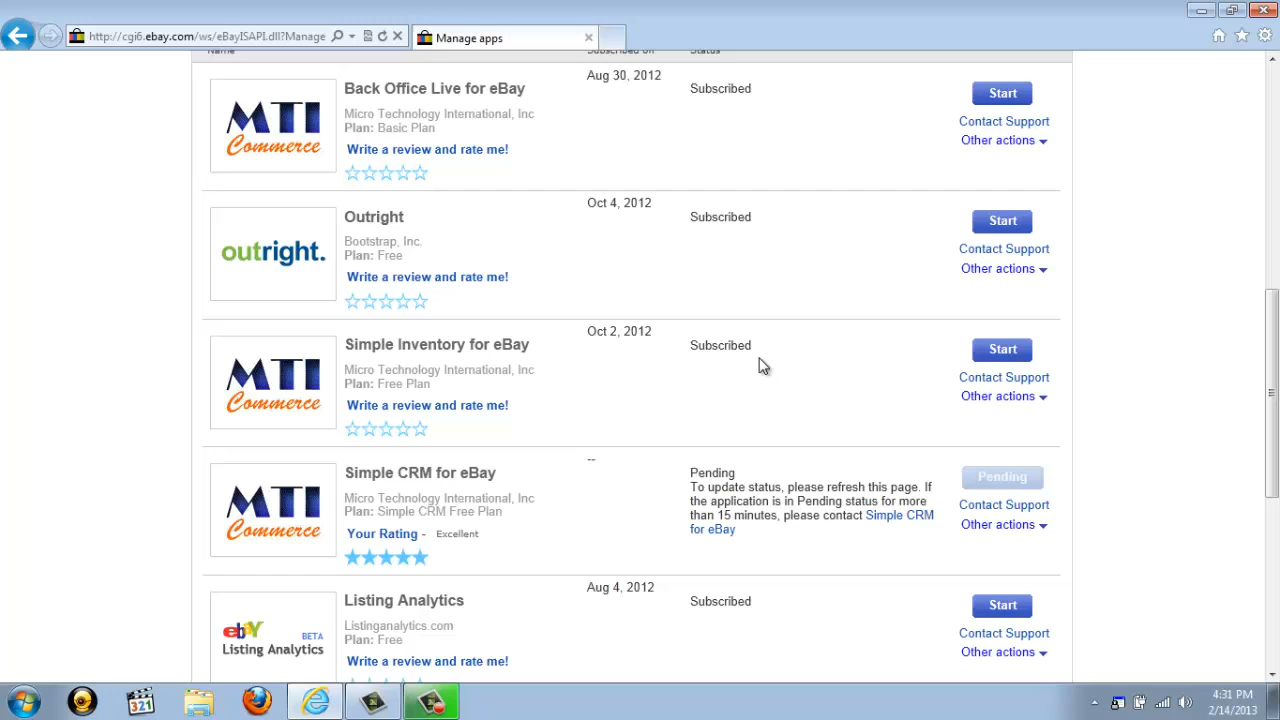 http://cgi6.ebay.com/ws/eBayISAPI.dll?Manage
Manage apps
Name Subscribed on Status
Aug 30, 2012
Back Office Live for eBay Subscribed Start
Micro Technology International, Inc
Plan: Basic Plan
Contact Support
Other actions
Write a review and rate me!
MTI
Commerce
Oct 4, 2012
Outright Subscribed Start
Bootstrap, Inc.
Plan: Free
Contact Support
Other actions
Write a review and rate me!
outright.
Oct 2, 2012
Simple Inventory for eBay Subscribed Start
Micro Technology International, Inc
Plan: Free Plan
Contact Support
Other actions
Write a review and rate me!
MTI
Commerce
--
Simple CRM for eBay Pending Pending
To update status, please refresh this page. If
the application is in Pending status for more
than 15 minutes, please contact Simple CRM
for eBay
Micro Technology International, Inc
Plan: Simple CRM Free Plan
Contact Support
Other actions
Your Rating - Excellent
MTI
Commerce
Aug 4, 2012
Listing Analytics Subscribed Start
Listinganalytics.com
Plan: Free
Contact Support
Other actions
Write a review and rate me!
ebY BETA
Listing Analytics
321
4:31 PM
2/14/2013